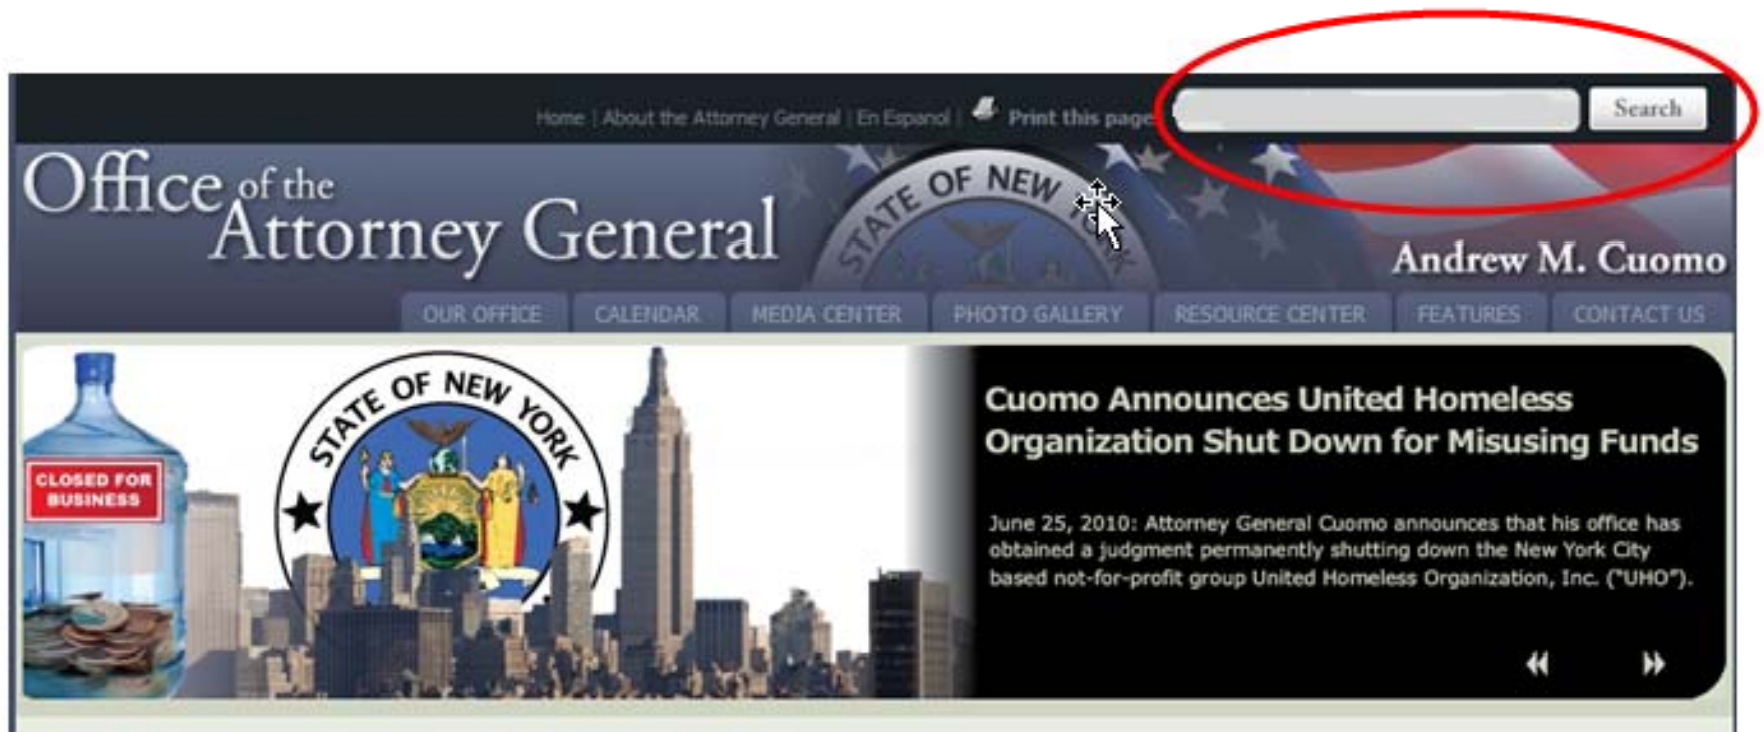 Home | About the Attorney General | En Espanol | Print this page
Search
Office of the
Attorney General
STATE OF NEW YORK
Andrew M. Cuomo
OUR OFFICE
CALENDAR
MEDIA CENTER
PHOTO GALLERY
RESOURCE CENTER
FEATURES
CONTACT US
CLOSED FOR
BUSINESS
STATE OF NEW YORK
Cuomo Announces United Homeless
Organization Shut Down for Misusing Funds
June 25, 2010: Attorney General Cuomo announces that his office has
obtained a judgment permanently shutting down the New York City
based not-for-profit group United Homeless Organization, Inc. ("UHO").